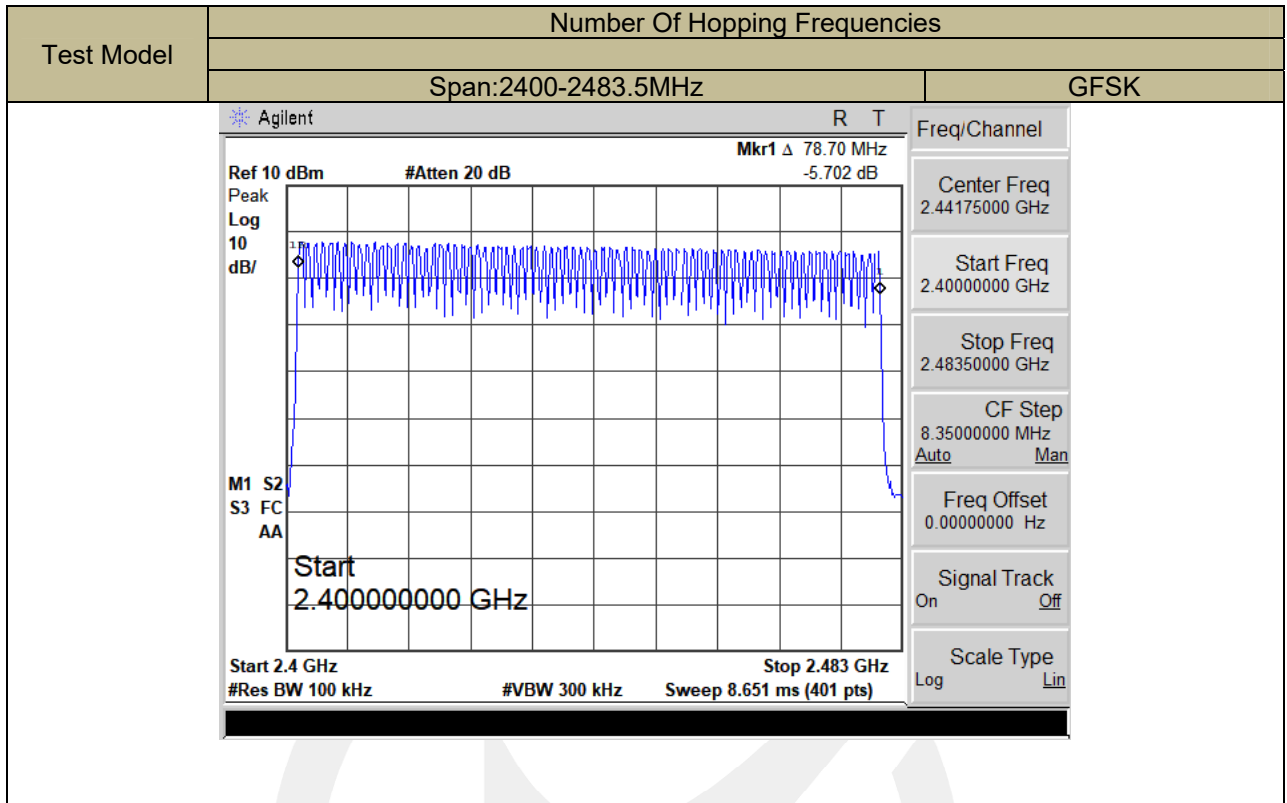 Test Model
Number Of Hopping Frequencies
Span:2400-2483.5MHz GFSK
Agilent R T
Mkr1 Δ 78.70 MHz
Ref 10 dBm #Atten 20 dB -5.702 dB
Peak
Log
10
dB/
M1 S2
S3 FC
AA
Start
2.400000000 GHz
Start 2.4 GHz Stop 2.483 GHz
#Res BW 100 kHz #VBW 300 kHz Sweep 8.651 ms (401 pts)
Freq/Channel
Center Freq
2.44175000 GHz
Start Freq
2.40000000 GHz
Stop Freq
2.48350000 GHz
CF Step
8.35000000 MHz
Auto Man
Freq Offset
0.00000000 Hz
Signal Track
On Off
Scale Type
Log Lin